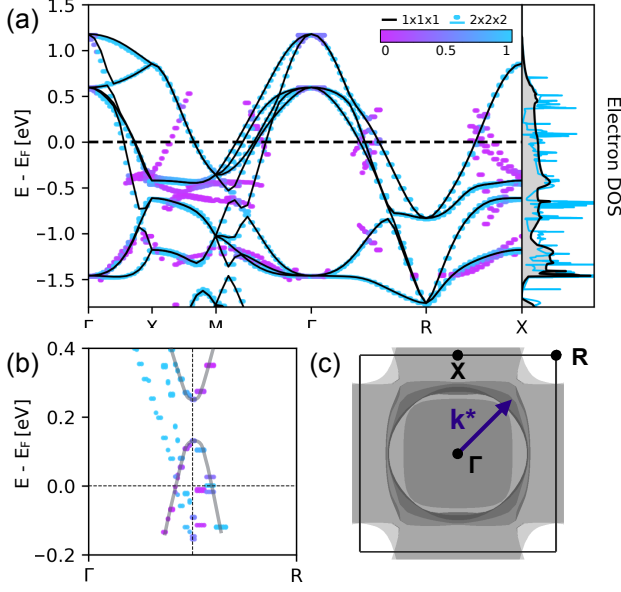 (a)
1x1x1
2x2x2
0
0.5
1
1.5
1.0
0.5
0.0
−0.5
−1.0
−1.5
E - E_F [eV]
Γ
X
M
Γ
R
X
Electron DOS
(b)
0.4
0.2
0.0
−0.2
E - E_F [eV]
Γ
R
(c)
X
R
k*
Γ